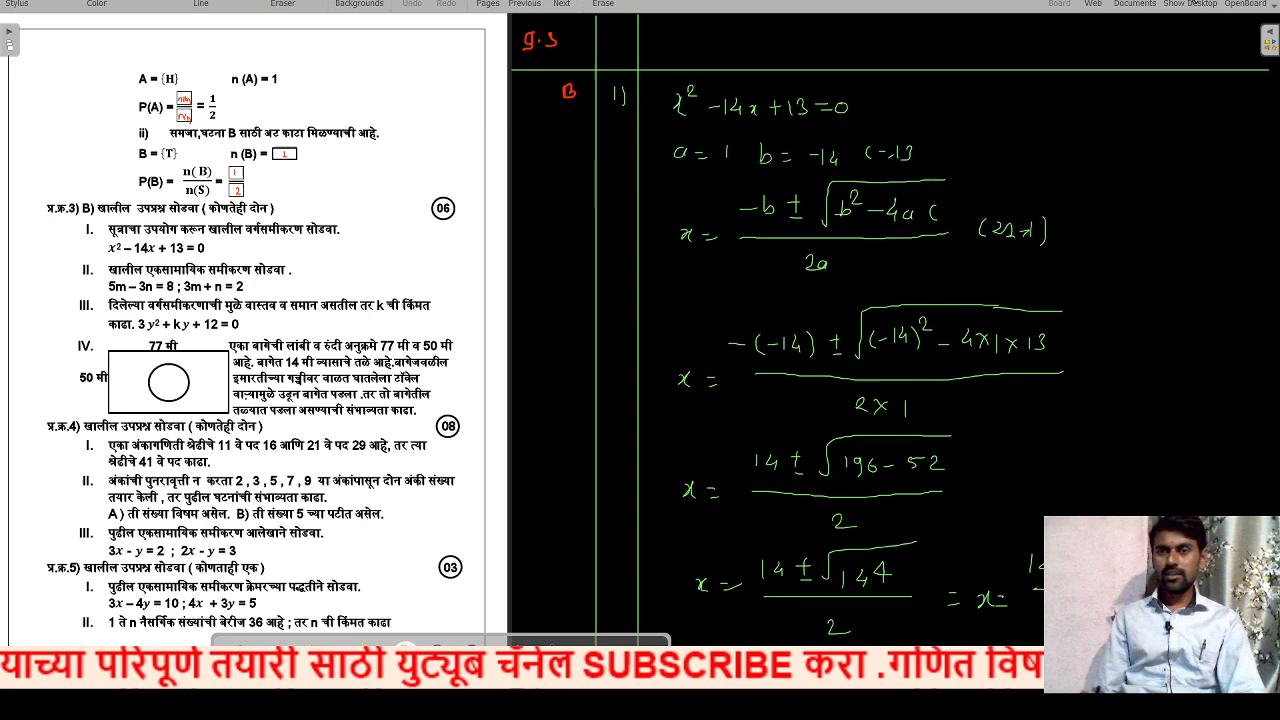 Stylus Color Line Eraser Backgrounds Undo Redo Pages Previous Next Erase Board Web Documents Show Desktop OpenBoard
A = {H} n (A) = 1
P(A) = = 1/2
ii) समजा,घटना B साठी अट काटा मिळण्याची आहे.
B = {T} n (B) = 1
P(B) = n( B)/n(S) = 1/2
प्र.क्र.3) B) खालील उपप्रश्न सोडवा ( कोणतेही दोन ) 06
I. सूत्राचा उपयोग करून खालील वर्गसमीकरण सोडवा.
x² – 14x + 13 = 0
II. खालील एकसामायिक समीकरण सोडवा .
5m – 3n = 8 ; 3m + n = 2
III. दिलेल्या वर्गसमीकरणाची मुळे वास्तव व समान असतील तर k ची किंमत
काढा. 3 y² + k y + 12 = 0
IV. 77 मी एका बागेची लांबी व रुंदी अनुक्रमे 77 मी व 50 मी
आहे. बागेत 14 मी व्यासाचे तळे आहे.बागेजवळील
50 मी इमारतीच्या गच्चीवर वाळत घातलेला टॉवेल
वाऱ्यामुळे उडून बागेत पडला .तर तो बागेतील
तळ्यात पडला असण्याची संभाव्यता काढा.
प्र.क्र.4) खालील उपप्रश्न सोडवा ( कोणतेही दोन ) 08
I. एका अंकागणिती श्रेढीचे 11 वे पद 16 आणि 21 वे पद 29 आहे, तर त्या
श्रेढीचे 41 वे पद काढा.
II. अंकांची पुनरावृत्ती न करता 2 , 3 , 5 , 7 , 9 या अंकांपासून दोन अंकी संख्या
तयार केली , तर पुढील घटनांची संभाव्यता काढा.
A ) ती संख्या विषम असेल. B) ती संख्या 5 च्या पटीत असेल.
III. पुढील एकसामायिक समीकरण आलेखाने सोडवा.
3x - y = 2 ; 2x - y = 3
प्र.क्र.5) खालील उपप्रश्न सोडवा ( कोणताही एक ) 03
I. पुढील एकसामायिक समीकरण क्रेमरच्या पद्धतीने सोडवा.
3x – 4y = 10 ; 4x + 3y = 5
II. 1 ते n नैसर्गिक संख्यांची बेरीज 36 आहे ; तर n ची किंमत काढा
g.3
B 1) x² -14x +13 =0
a = 1 b = -14 c = 13
x = -b ± √b² - 4ac / 2a
x = -(-14) ± √(-14)² - 4×1×13 / 2×1
x = 14 ± √196 - 52 / 2
x = 14 ± √144 / 2 = x =
याच्या परिपूर्ण तयारी साठी युट्यूब चॅनेल SUBSCRIBE करा .गणित विष